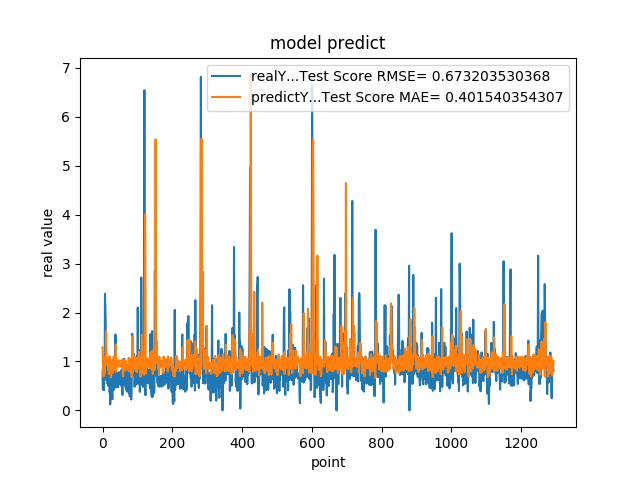 model predict
realY...Test Score RMSE= 0.673203530368
predictY...Test Score MAE= 0.401540354307
7
6
5
4
3
2
1
0
real value
0 200 400 600 800 1000 1200
point